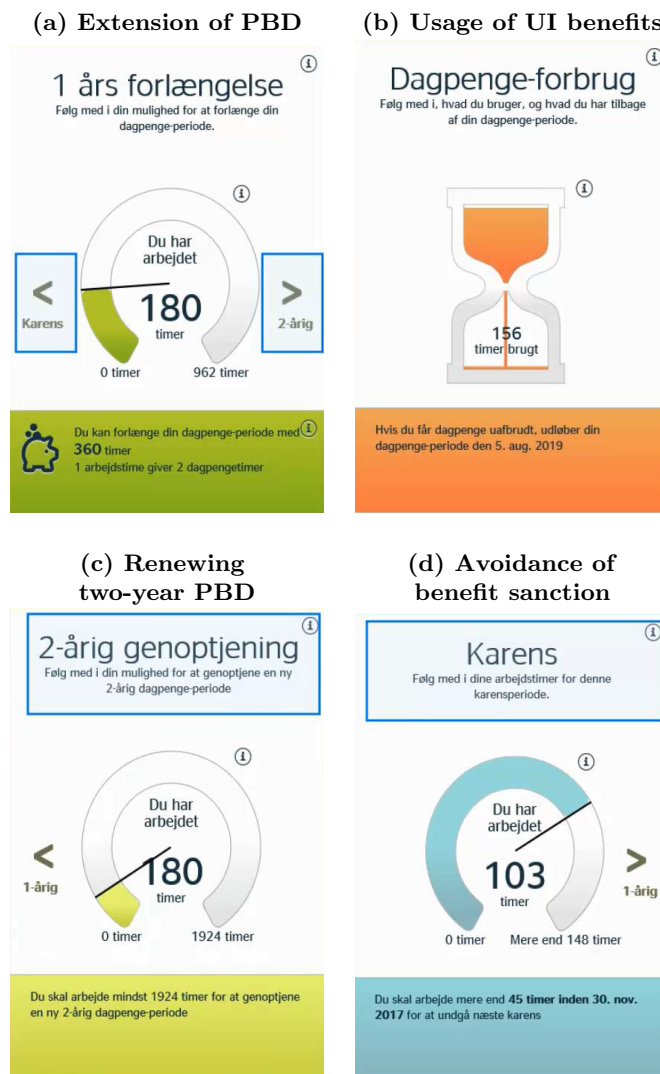 (a) Extension of PBD
1 års forlængelse
Følg med i din mulighed for at forlænge din
dagpenge-periode.
Du har
arbejdet
180
timer
<
Karens
>
2-årig
0 timer
962 timer
Du kan forlænge din dagpenge-periode med
360 timer
1 arbejdstime giver 2 dagpengetimer
(b) Usage of UI benefits
Dagpenge-forbrug
Følg med i, hvad du bruger, og hvad du har tilbage
af din dagpenge-periode.
156
timer brugt
Hvis du får dagpenge uafbrudt, udløber din
dagpenge-periode den 5. aug. 2019
(c) Renewing
two-year PBD
2-årig genoptjening
Følg med i din mulighed for at genoptjene en ny
2-årig dagpenge-periode
Du har
arbejdet
180
timer
<
1-årig
0 timer
1924 timer
Du skal arbejde mindst 1924 timer for at genoptjene
en ny 2-årig dagpenge-periode
(d) Avoidance of
benefit sanction
Karens
Følg med i dine arbejdstimer for denne
karensperiode.
Du har
arbejdet
103
timer
>
1-årig
0 timer
Mere end 148 timer
Du skal arbejde mere end 45 timer inden 30. nov.
2017 for at undgå næste karens